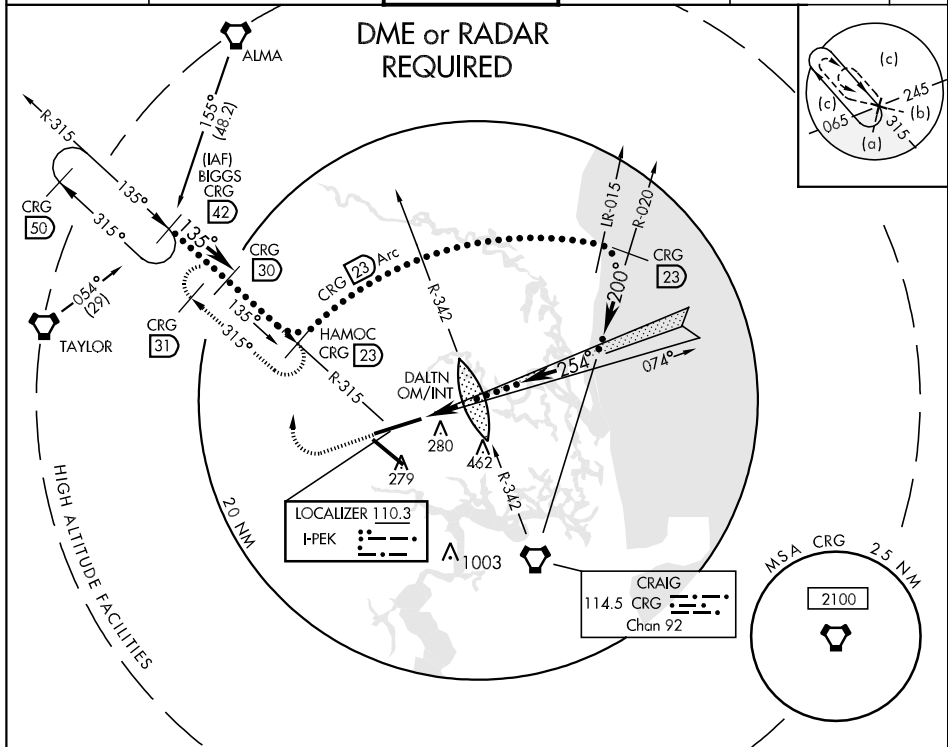 DME or RADAR
REQUIRED
ALMA
155°
(48.2)
R-315
(IAF)
BIGGS
CRG
42
135°
315°
CRG
50
135°
CRG
30
054°
(29)
TAYLOR
CRG
31
135°
315°
HAMOC
CRG 23
R-315
CRG 23 Arc
R-342
LR-015
R-020
CRG
23
200°
254°
074°
DALTN
OM/INT
280
462
279
R-342
20 NM
LOCALIZER 110.3
I-PEK
1003
CRAIG
114.5 CRG
Chan 92
HIGH ALTITUDE FACILITIES
MSA CRG 25 NM
2100
(c)
(c)
245
065
(b)
315
(a)